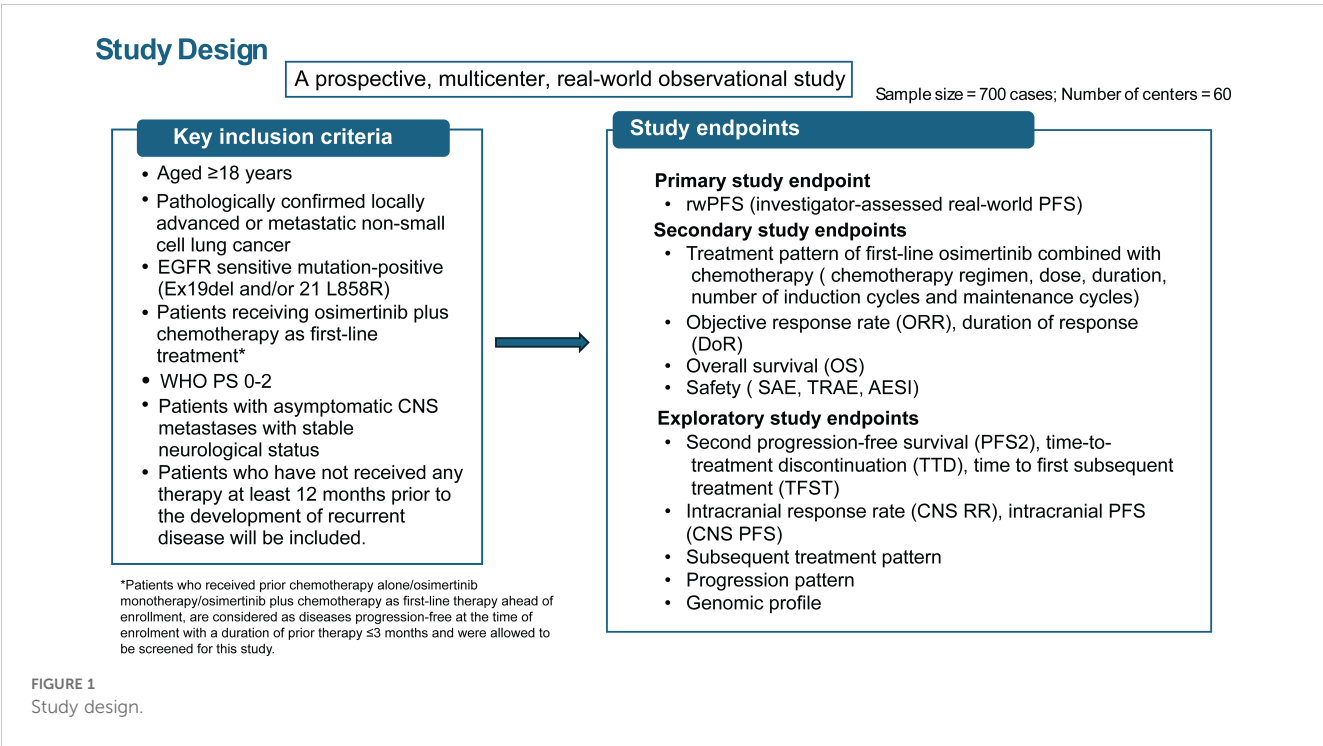 Study Design
A prospective, multicenter, real-world observational study
Sample size = 700 cases; Number of centers = 60
Key inclusion criteria
• Aged ≥18 years
• Pathologically confirmed locally
advanced or metastatic non-small
cell lung cancer
• EGFR sensitive mutation-positive
(Ex19del and/or 21 L858R)
• Patients receiving osimertinib plus
chemotherapy as first-line
treatment*
• WHO PS 0-2
• Patients with asymptomatic CNS
metastases with stable
neurological status
• Patients who have not received any
therapy at least 12 months prior to
the development of recurrent
disease will be included.
*Patients who received prior chemotherapy alone/osimertinib
monotherapy/osimertinib plus chemotherapy as first-line therapy ahead of
enrollment, are considered as diseases progression-free at the time of
enrolment with a duration of prior therapy ≤3 months and were allowed to
be screened for this study.
Study endpoints
Primary study endpoint
• rwPFS (investigator-assessed real-world PFS)
Secondary study endpoints
• Treatment pattern of first-line osimertinib combined with
chemotherapy ( chemotherapy regimen, dose, duration,
number of induction cycles and maintenance cycles)
• Objective response rate (ORR), duration of response
(DoR)
• Overall survival (OS)
• Safety ( SAE, TRAE, AESI)
Exploratory study endpoints
• Second progression-free survival (PFS2), time-to-
treatment discontinuation (TTD), time to first subsequent
treatment (TFST)
• Intracranial response rate (CNS RR), intracranial PFS
(CNS PFS)
• Subsequent treatment pattern
• Progression pattern
• Genomic profile
FIGURE 1
Study design.